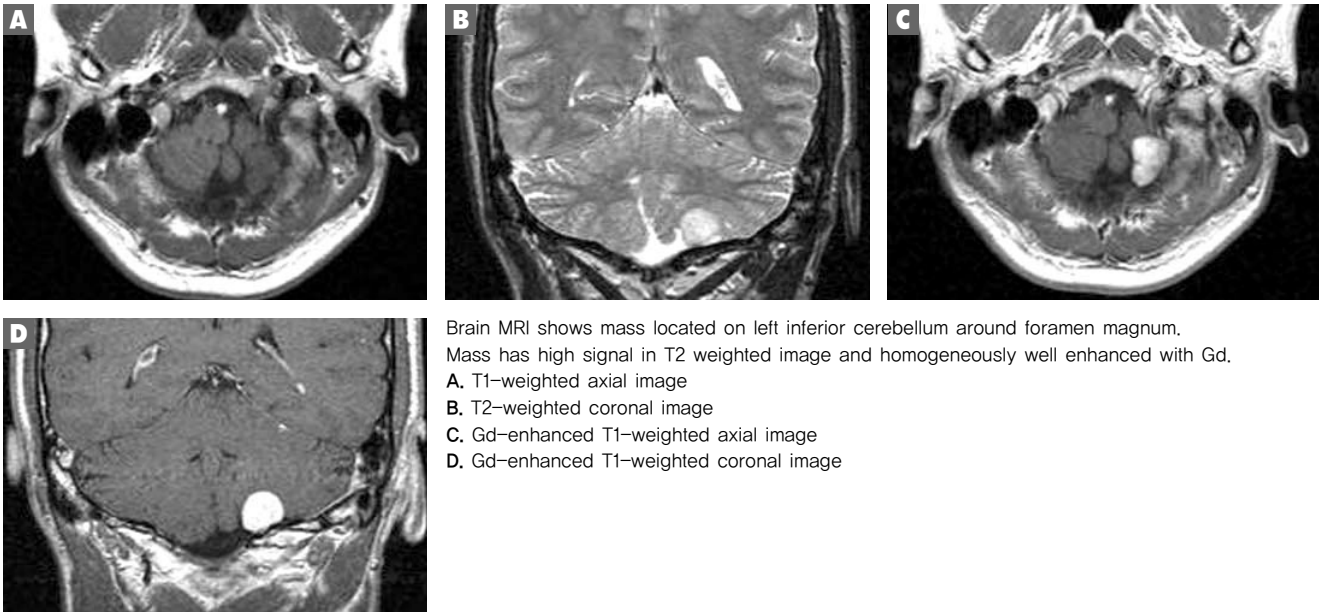 A
B
C
D
Brain MRI shows mass located on left inferior cerebellum around foramen magnum.
Mass has high signal in T2 weighted image and homogeneously well enhanced with Gd.
A. T1-weighted axial image
B. T2-weighted coronal image
C. Gd-enhanced T1-weighted axial image
D. Gd-enhanced T1-weighted coronal image